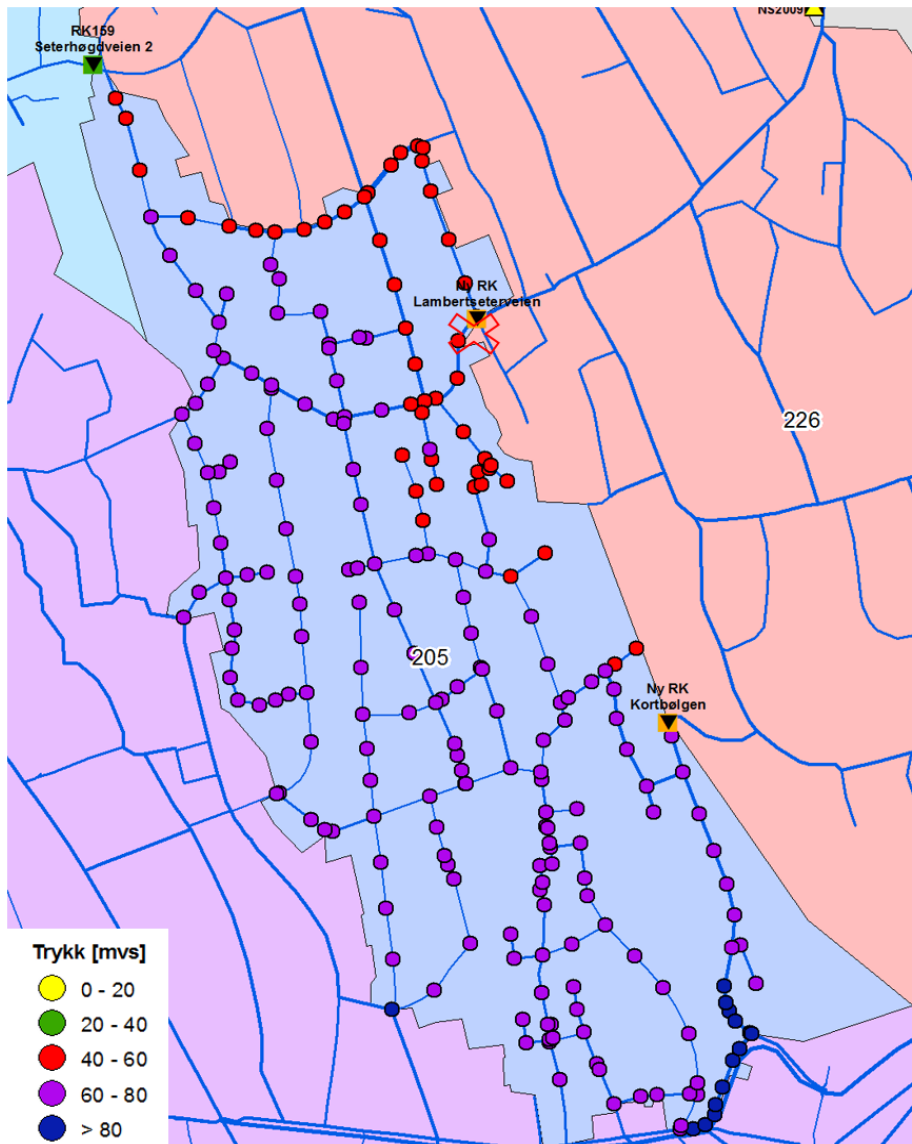 NS2009
RK159
Seterhøgdveien 2
Ny RK
Lambertseterveien
226
205
Ny RK
Kortbølgen
Trykk [mvs]
0 - 20
20 - 40
40 - 60
60 - 80
> 80